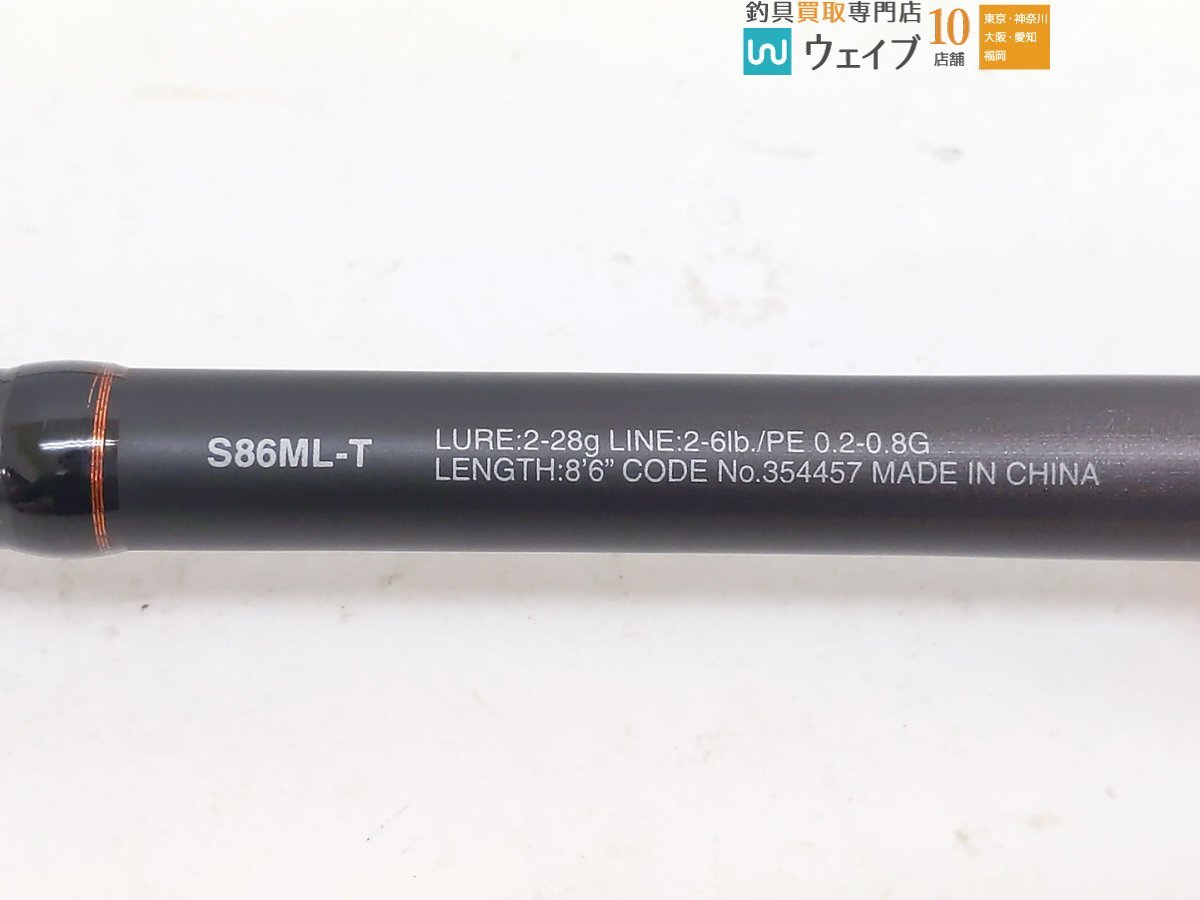 釣具買取専門店
ウェイブ
10
店舗
東京・神奈川
大阪・愛知
福岡
S86ML-T
LURE:2-28g LINE:2-6lb./PE 0.2-0.8G
LENGTH:8'6" CODE No.354457 MADE IN CHINA